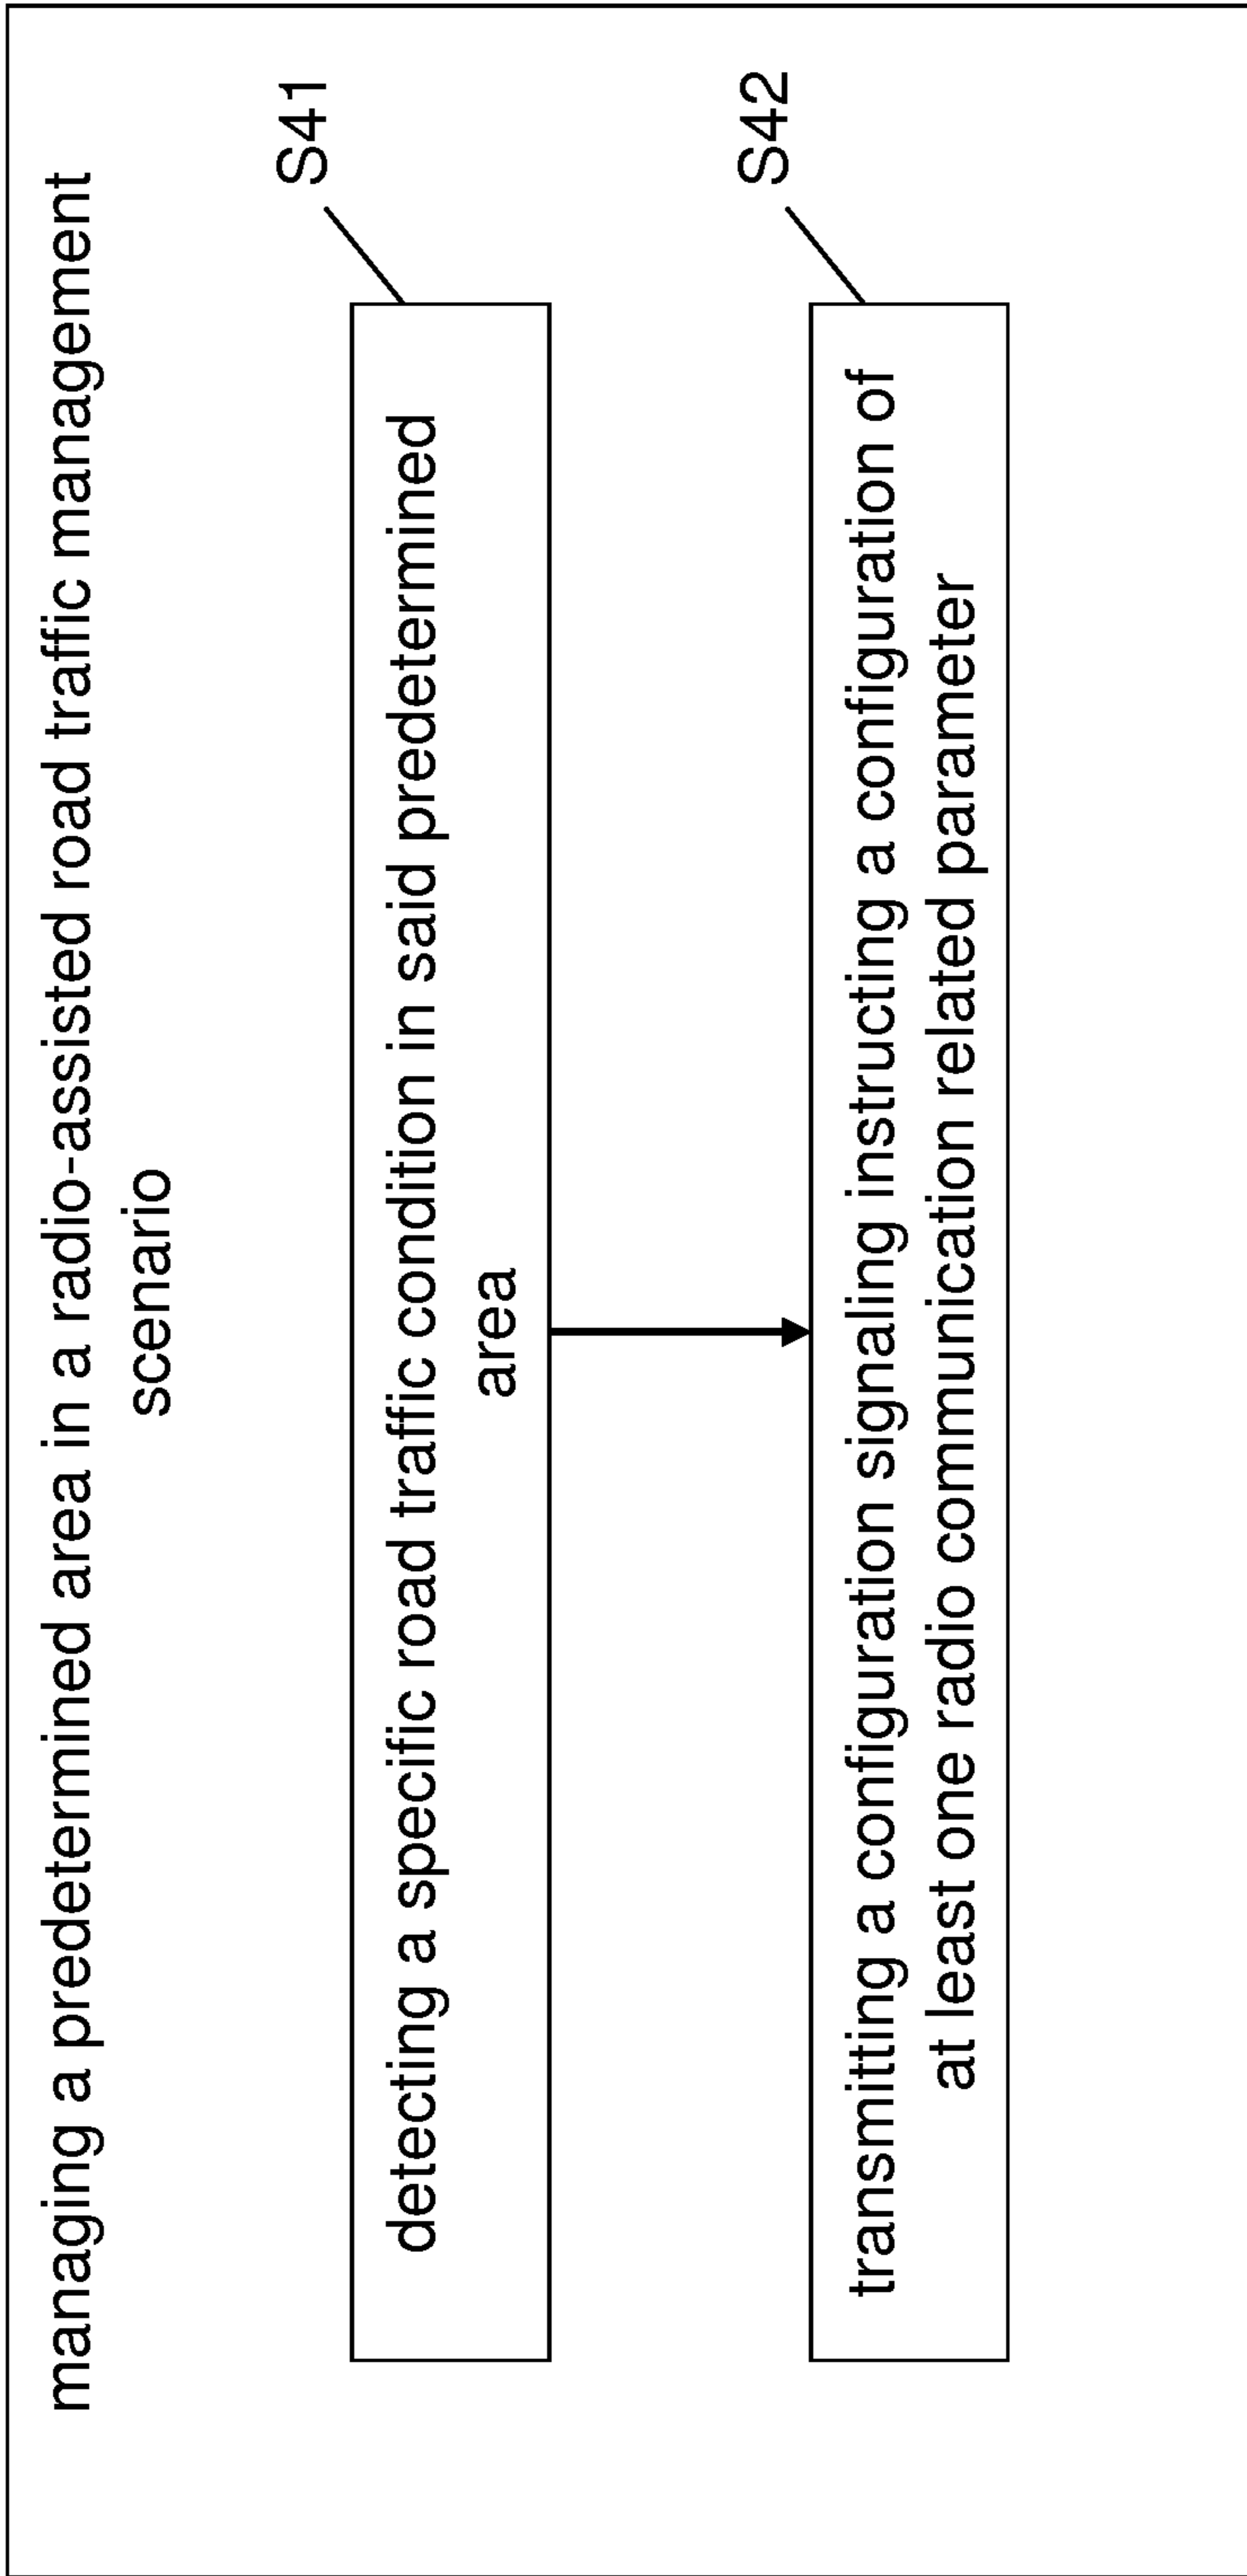 managing a predetermined area in a radio-assisted road traffic management
scenario
S41
detecting a specific road traffic condition in said predetermined
area
S42
transmitting a configuration signaling instructing a configuration of
at least one radio communication related parameter